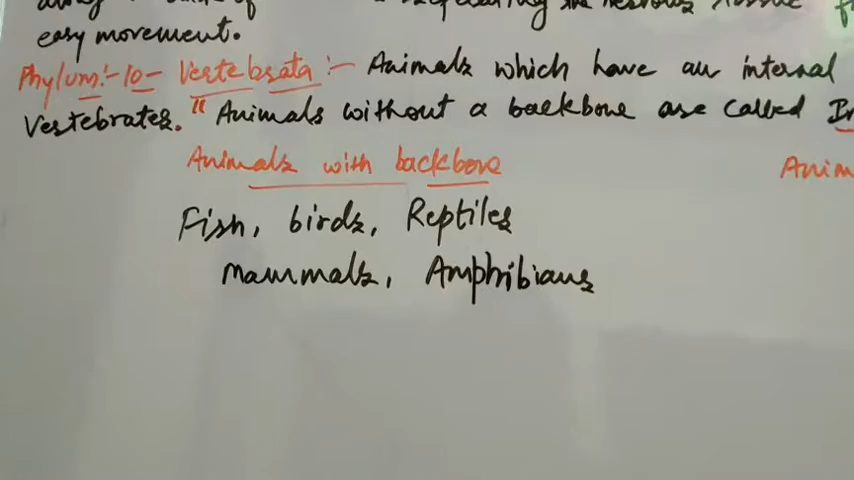 easy movement.
Phylum:-10- Vertebrata :- Animals which have an internal
Vertebrates. " Animals without a backbone are called
Animals with backbone
Fish, birds, Reptiles
Mammals, Amphibians